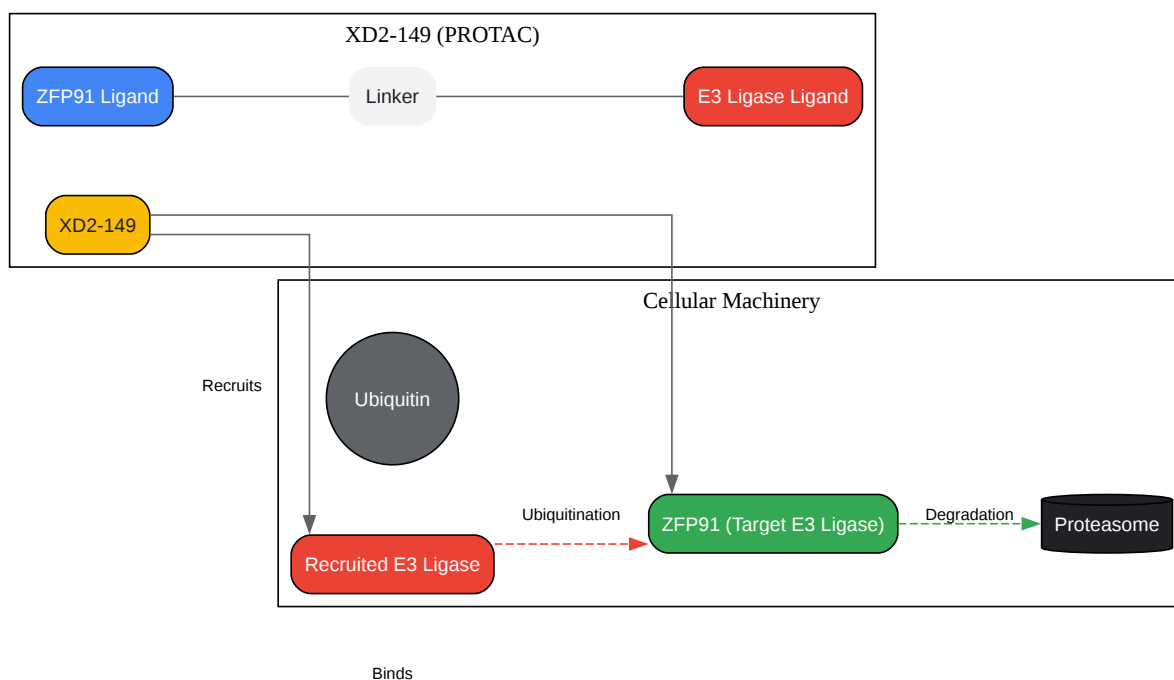 XD2-149 (PROTAC)
ZFP91 Ligand
Linker
E3 Ligase Ligand
XD2-149
Cellular Machinery
Recruits
Ubiquitin
Ubiquitination
ZFP91 (Target E3 Ligase)
Degradation
Proteasome
Recruited E3 Ligase
Binds